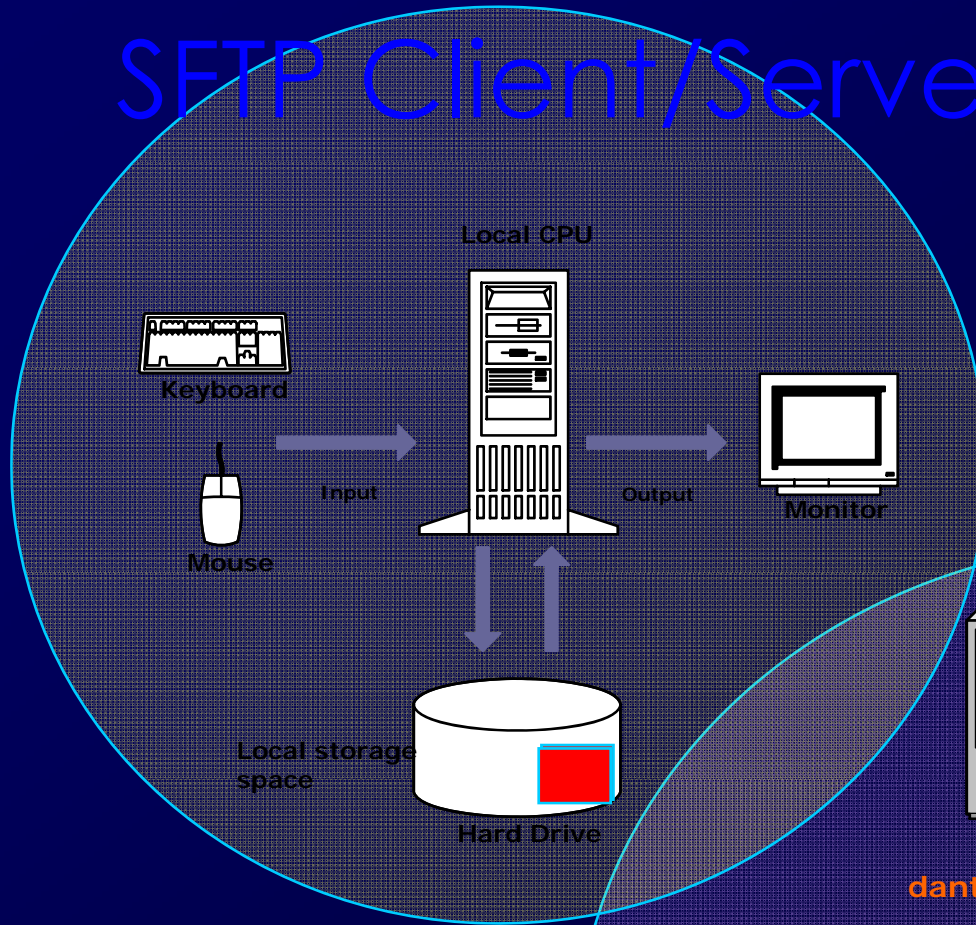 SFTP Client/Serve
Local CPU
Keyboard
Input
Output
Monitor
Mouse
Local storage
space
Hard Drive
dant